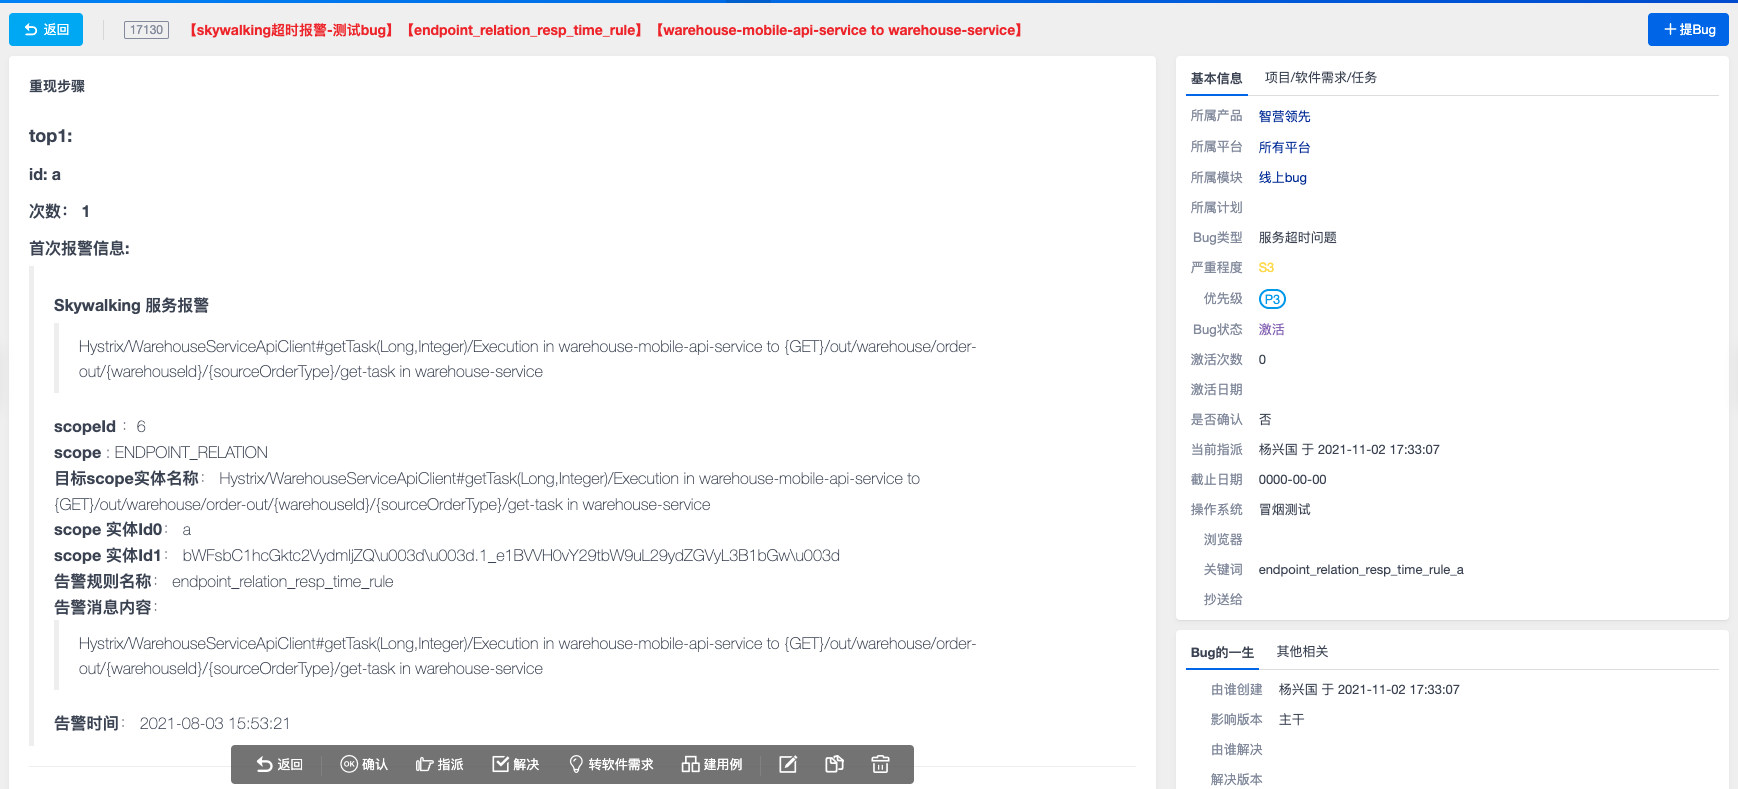 返回
17130
【skywalking超时报警-测试bug】【endpoint_relation_resp_time_rule】【warehouse-mobile-api-service to warehouse-service】
提Bug
重现步骤
top1:
id: a
次数： 1
首次报警信息:
Skywalking 服务报警
Hystrix/WarehouseServiceApiClient#getTask(Long,Integer)/Execution in warehouse-mobile-api-service to {GET}/out/warehouse/order-
out/{warehouseId}/{sourceOrderType}/get-task in warehouse-service
scopeId： 6
scope : ENDPOINT_RELATION
目标scope实体名称： Hystrix/WarehouseServiceApiClient#getTask(Long,Integer)/Execution in warehouse-mobile-api-service to
{GET}/out/warehouse/order-out/{warehouseId}/{sourceOrderType}/get-task in warehouse-service
scope 实体Id0： a
scope 实体Id1： bWFsbC1hcGktc2VydmljZQ\u003d\u003d.1_e1BVVH0vY29tbW9uL29ydZGVyL3B1bGw\u003d
告警规则名称： endpoint_relation_resp_time_rule
告警消息内容：
Hystrix/WarehouseServiceApiClient#getTask(Long,Integer)/Execution in warehouse-mobile-api-service to {GET}/out/warehouse/order-
out/{warehouseId}/{sourceOrderType}/get-task in warehouse-service
告警时间： 2021-08-03 15:53:21
返回 OK 确认 指派 解决 转软件需求 建用例
基本信息 项目/软件需求/任务
所属产品 智营领先
所属平台 所有平台
所属模块 线上bug
所属计划
Bug类型 服务超时问题
严重程度 S3
优先级 P3
Bug状态 激活
激活次数 0
激活日期
是否确认 否
当前指派 杨兴国 于 2021-11-02 17:33:07
截止日期 0000-00-00
操作系统 冒烟测试
浏览器
关键词 endpoint_relation_resp_time_rule_a
抄送给
Bug的一生 其他相关
由谁创建 杨兴国 于 2021-11-02 17:33:07
影响版本 主干
由谁解决
解决版本